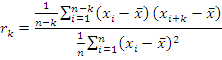 r_k = \frac{\frac{1}{n-k} \sum_{i=1}^{n-k} (x_i - \bar{x}) (x_{i+k} - \bar{x})}{\frac{1}{n} \sum_{i=1}^{n} (x_i - \bar{x})^2}